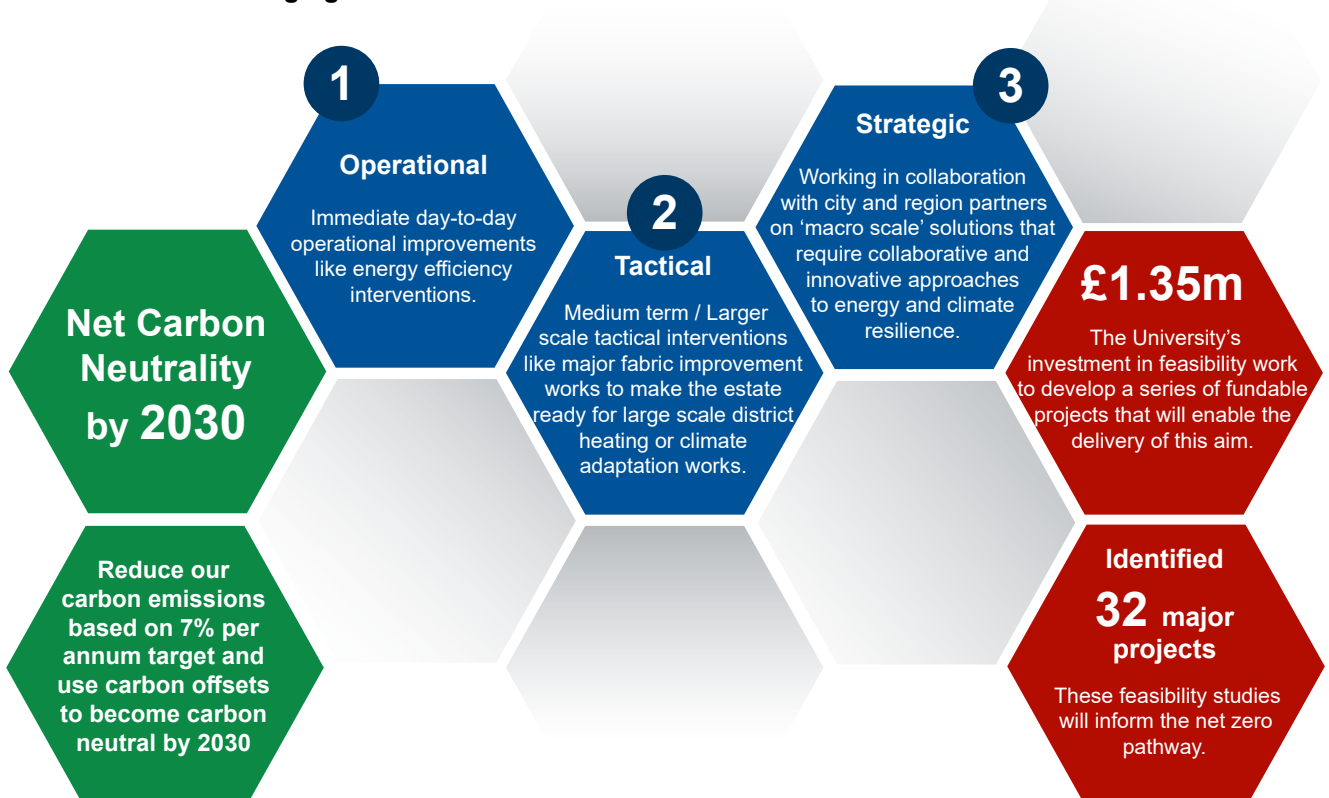 1
Operational
Immediate day-to-day
operational improvements
like energy efficiency
interventions.
2
Tactical
Medium term / Larger
scale tactical interventions
like major fabric improvement
works to make the estate
ready for large scale district
heating or climate
adaptation works.
3
Strategic
Working in collaboration
with city and region partners
on ‘macro scale’ solutions that
require collaborative and
innovative approaches
to energy and climate
resilience.
Net Carbon
Neutrality
by 2030
Reduce our
carbon emissions
based on 7% per
annum target and
use carbon offsets
to become carbon
neutral by 2030
£1.35m
The University’s
investment in feasibility work
to develop a series of fundable
projects that will enable the
delivery of this aim.
Identified
32 major
projects
These feasibility studies
will inform the net zero
pathway.